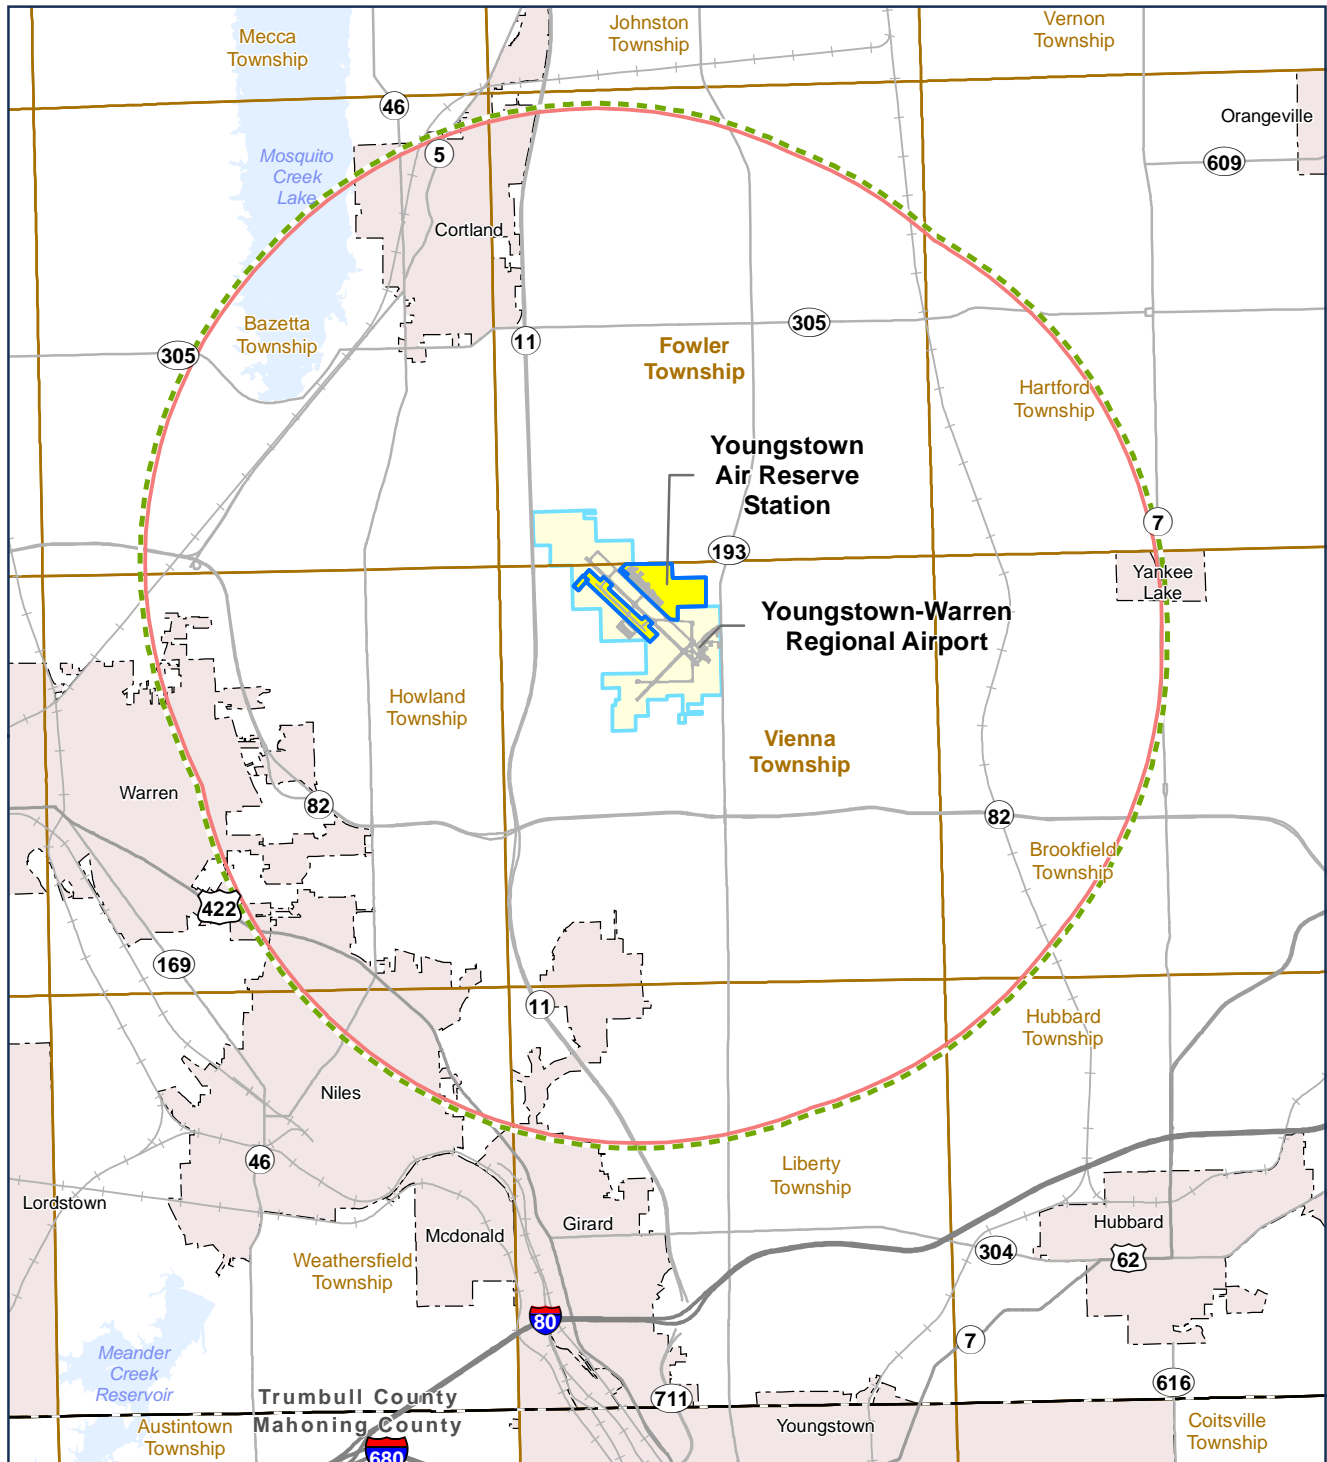 Mecca
Township
Johnston
Township
Vernon
Township
46
5
Orangeville
609
Mosquito
Creek
Lake
Cortland
Bazetta
Township
305
11
305
Fowler
Township
Hartford
Township
Youngstown
Air Reserve
Station
7
193
Yankee
Lake
Youngstown-Warren
Regional Airport
Howland
Township
Vienna
Township
Warren
82
82
Brookfield
Township
422
169
11
Hubbard
Township
Niles
46
Liberty
Township
Lordstown
Mcdonald
Girard
Hubbard
304
62
Weathersfield
Township
80
7
Meander
Creek
Reservoir
711
616
Trumbull County
Mahoning County
Austintown
Township
Youngstown
Coitsville
Township
680